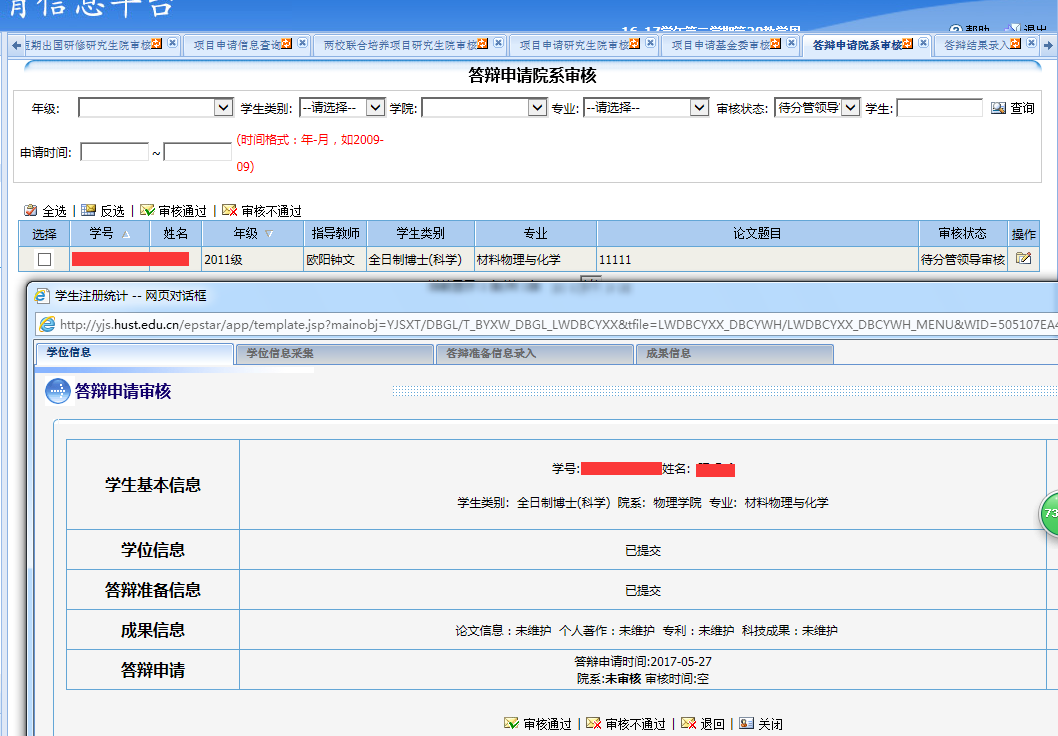 育信息平台
16-17学年第二学期第20教学周
帮助 退出
期出国研修研究生院审核 项目申请信息查询 两校联合培养项目研究生院审核 项目申请研究生院审核 项目申请基金委审核 答辩申请院系审核 答辩结果录入
答辩申请院系审核
年级: 学生类别: --请选择-- 学院: 专业: --请选择-- 审核状态: 待分管领导 学生: 查询
申请时间: ~ (时间格式：年-月，如2009-
09)
全选 | 反选 | 审核通过 | 审核不通过
选择 学号 姓名 年级 指导教师 学生类别 专业 论文题目 审核状态 操作
2011级 欧阳钟文 全日制博士(科学) 材料物理与化学 11111 待分管领导审核
学生注册统计 -- 网页对话框
http://yjs.hust.edu.cn/epstar/app/template.jsp?mainobj=YJSXT/DBGL/T_BYXW_DBGL_LWDBCYXX&tfile=LWDBCYXX_DBCYWH/LWDBCYXX_DBCYWH_MENU&WID=505107EA4
学位信息 学位信息采集 答辩准备信息录入 成果信息
答辩申请审核
学生基本信息
学号: 姓名:
学生类别: 全日制博士(科学) 院系: 物理学院 专业: 材料物理与化学
学位信息 已提交
答辩准备信息 已提交
成果信息 论文信息：未维护 个人著作：未维护 专利：未维护 科技成果：未维护
答辩申请
答辩申请时间:2017-05-27
院系:未审核 审核时间:空
73
审核通过 | 审核不通过 | 退回 | 关闭